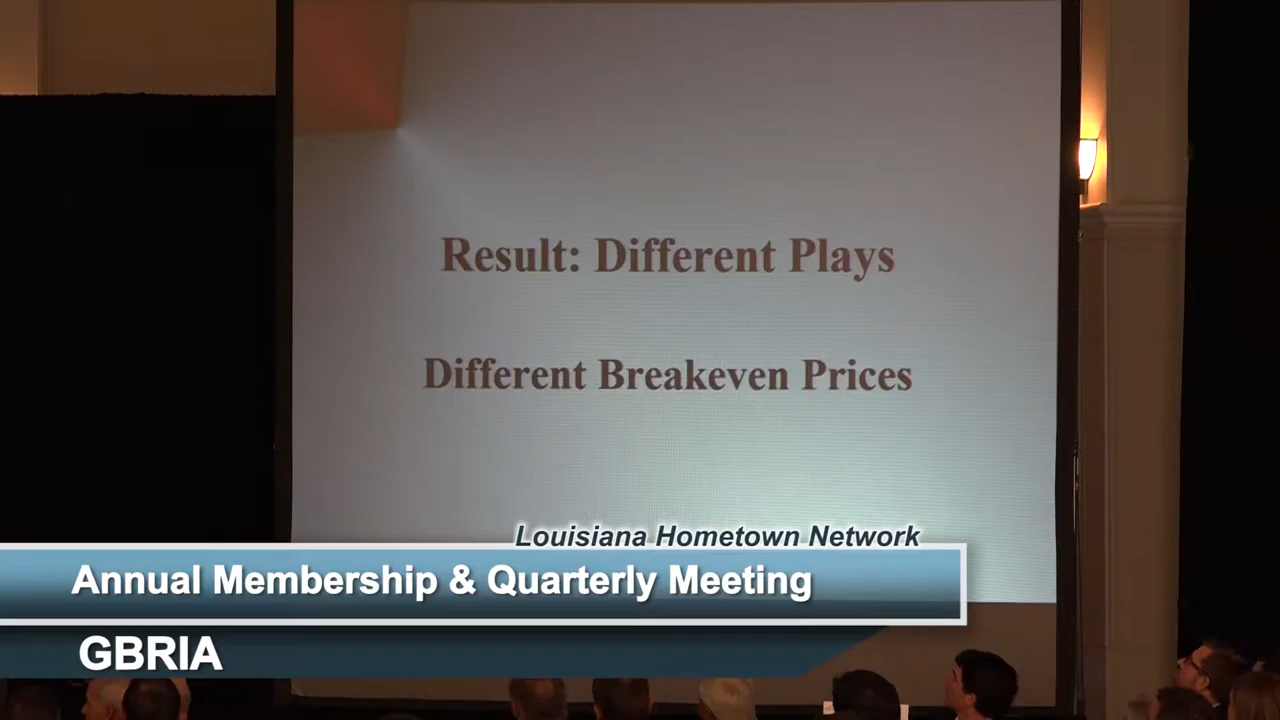 Result: Different Plays
Different Breakeven Prices
Louisiana Hometown Network
Annual Membership & Quarterly Meeting
GBRIA